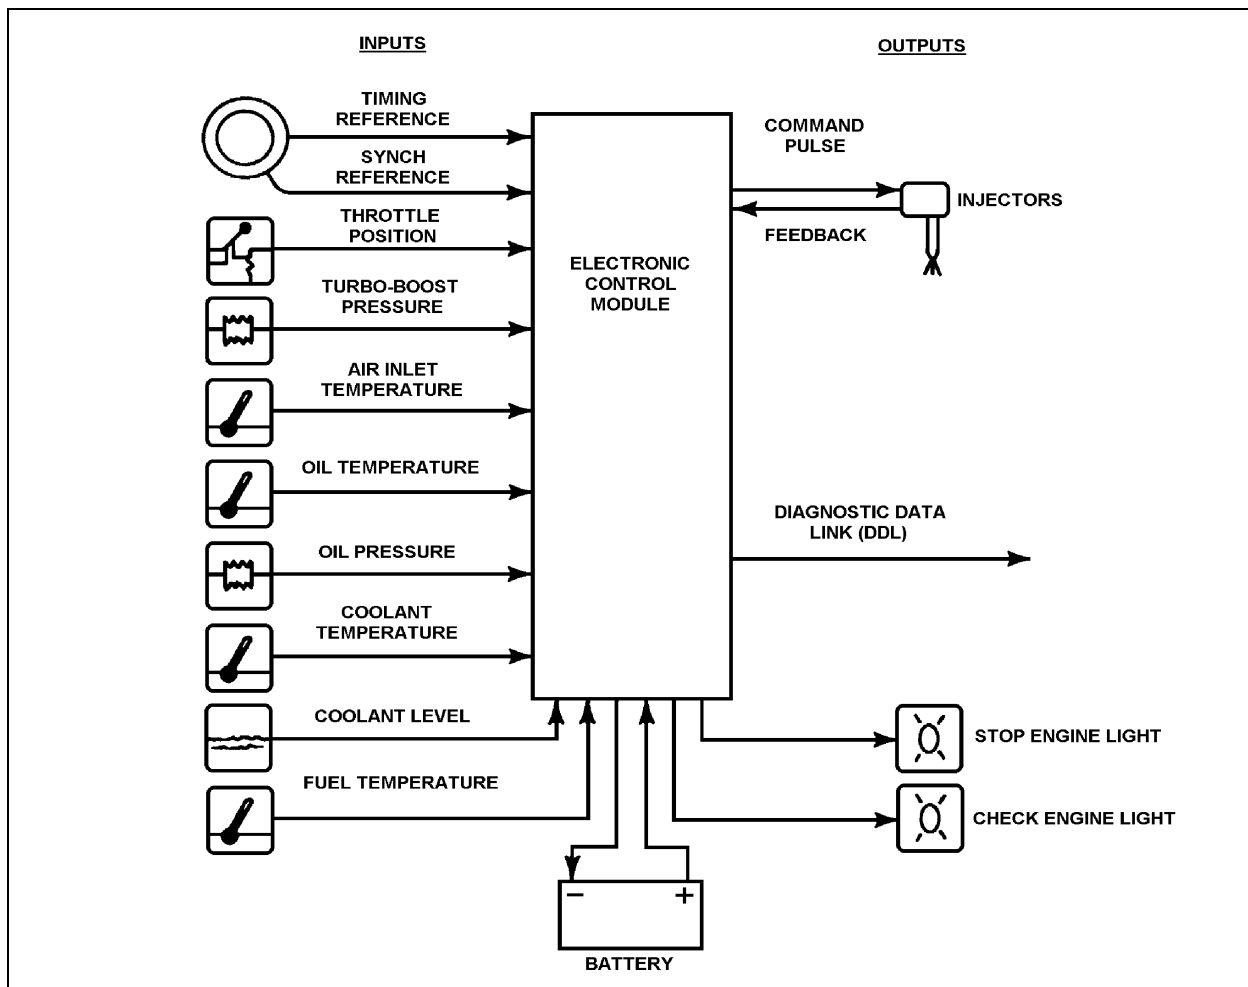 INPUTS
OUTPUTS
TIMING
REFERENCE
SYNCH
REFERENCE
THROTTLE
POSITION
TURBO-BOOST
PRESSURE
AIR INLET
TEMPERATURE
OIL TEMPERATURE
OIL PRESSURE
COOLANT
TEMPERATURE
COOLANT LEVEL
FUEL TEMPERATURE
ELECTRONIC
CONTROL
MODULE
COMMAND
PULSE
INJECTORS
FEEDBACK
DIAGNOSTIC DATA
LINK (DDL)
STOP ENGINE LIGHT
CHECK ENGINE LIGHT
− +
BATTERY